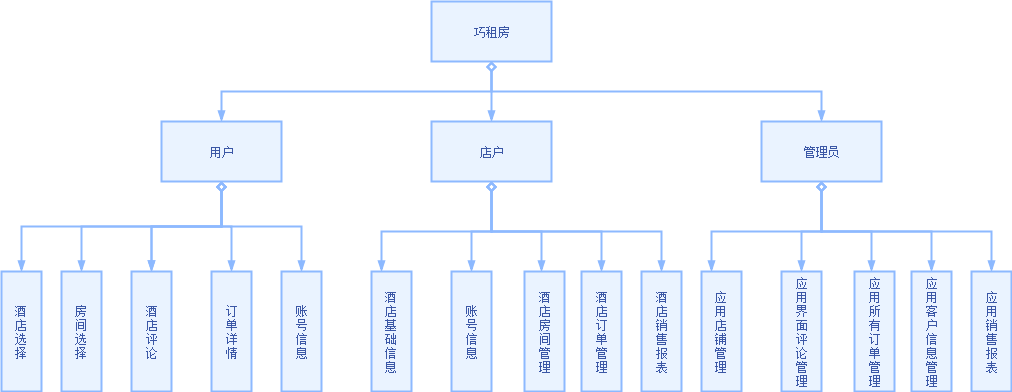 巧租房
用户
店户
管理员
酒店选择
房间选择
酒店评论
订单详情
账号信息
酒店基础信息
账号信息
酒店房间管理
酒店订单管理
酒店销售报表
应用店铺管理
应用界面评论管理
应用所有订单管理
应用客户信息管理
应用销售报表